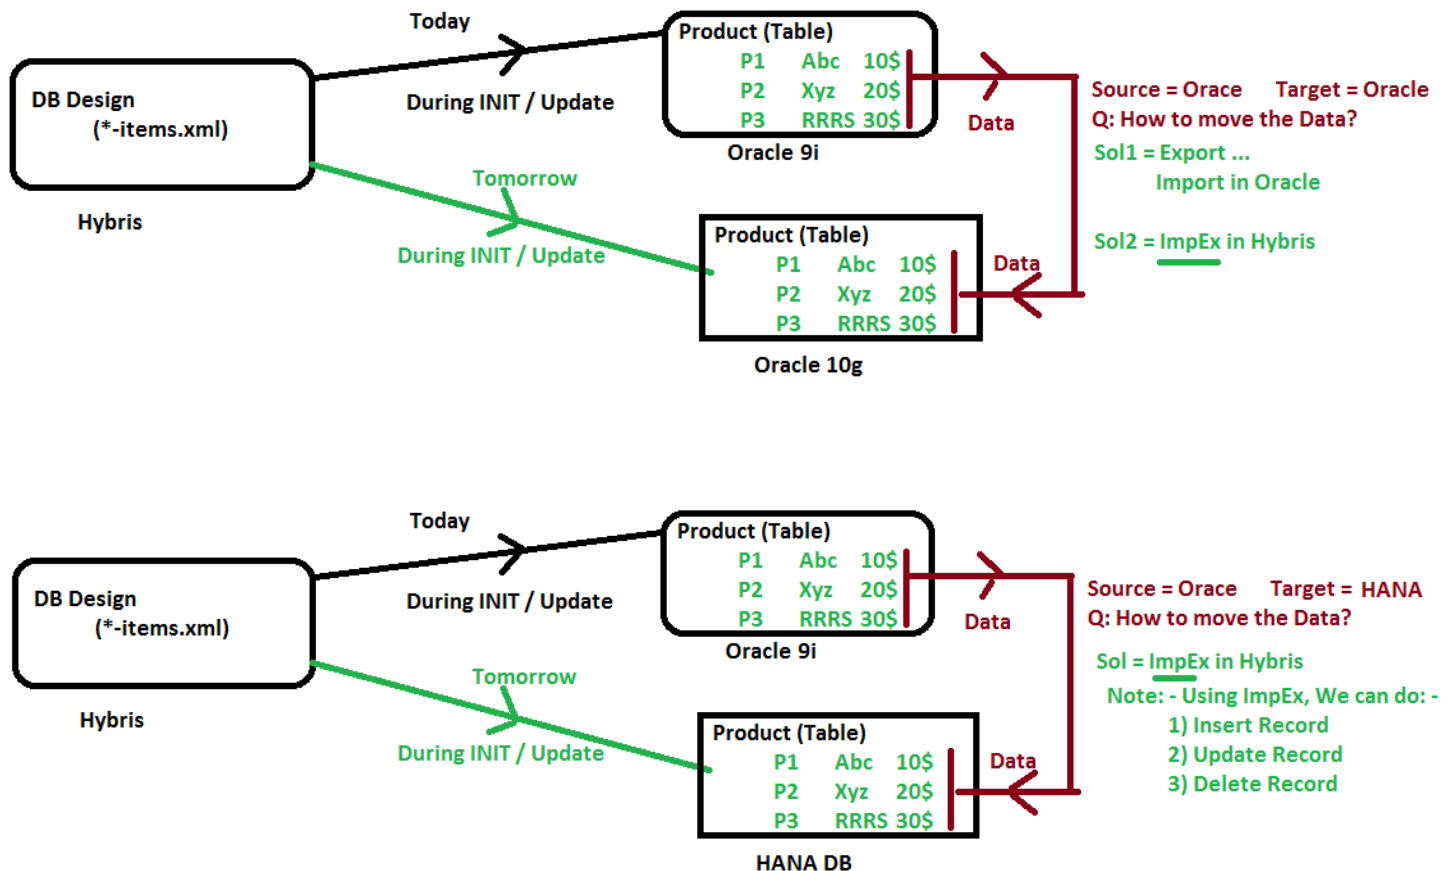 Today
Product (Table)
P1 Abc 10$
P2 Xyz 20$
P3 RRRS 30$
During INIT / Update
DB Design
(*-items.xml)
Hybris
Oracle 9i
Data
Source = Orace Target = Oracle
Q: How to move the Data?
Sol1 = Export ...
Import in Oracle
Sol2 = ImpEx in Hybris
Tomorrow
During INIT / Update
Product (Table)
P1 Abc 10$
P2 Xyz 20$
P3 RRRS 30$
Data
Oracle 10g
Today
Product (Table)
P1 Abc 10$
P2 Xyz 20$
P3 RRRS 30$
During INIT / Update
DB Design
(*-items.xml)
Hybris
Oracle 9i
Data
Source = Orace Target = HANA
Q: How to move the Data?
Sol = ImpEx in Hybris
Note: - Using ImpEx, We can do: -
1) Insert Record
2) Update Record
3) Delete Record
Tomorrow
During INIT / Update
Product (Table)
P1 Abc 10$
P2 Xyz 20$
P3 RRRS 30$
Data
HANA DB